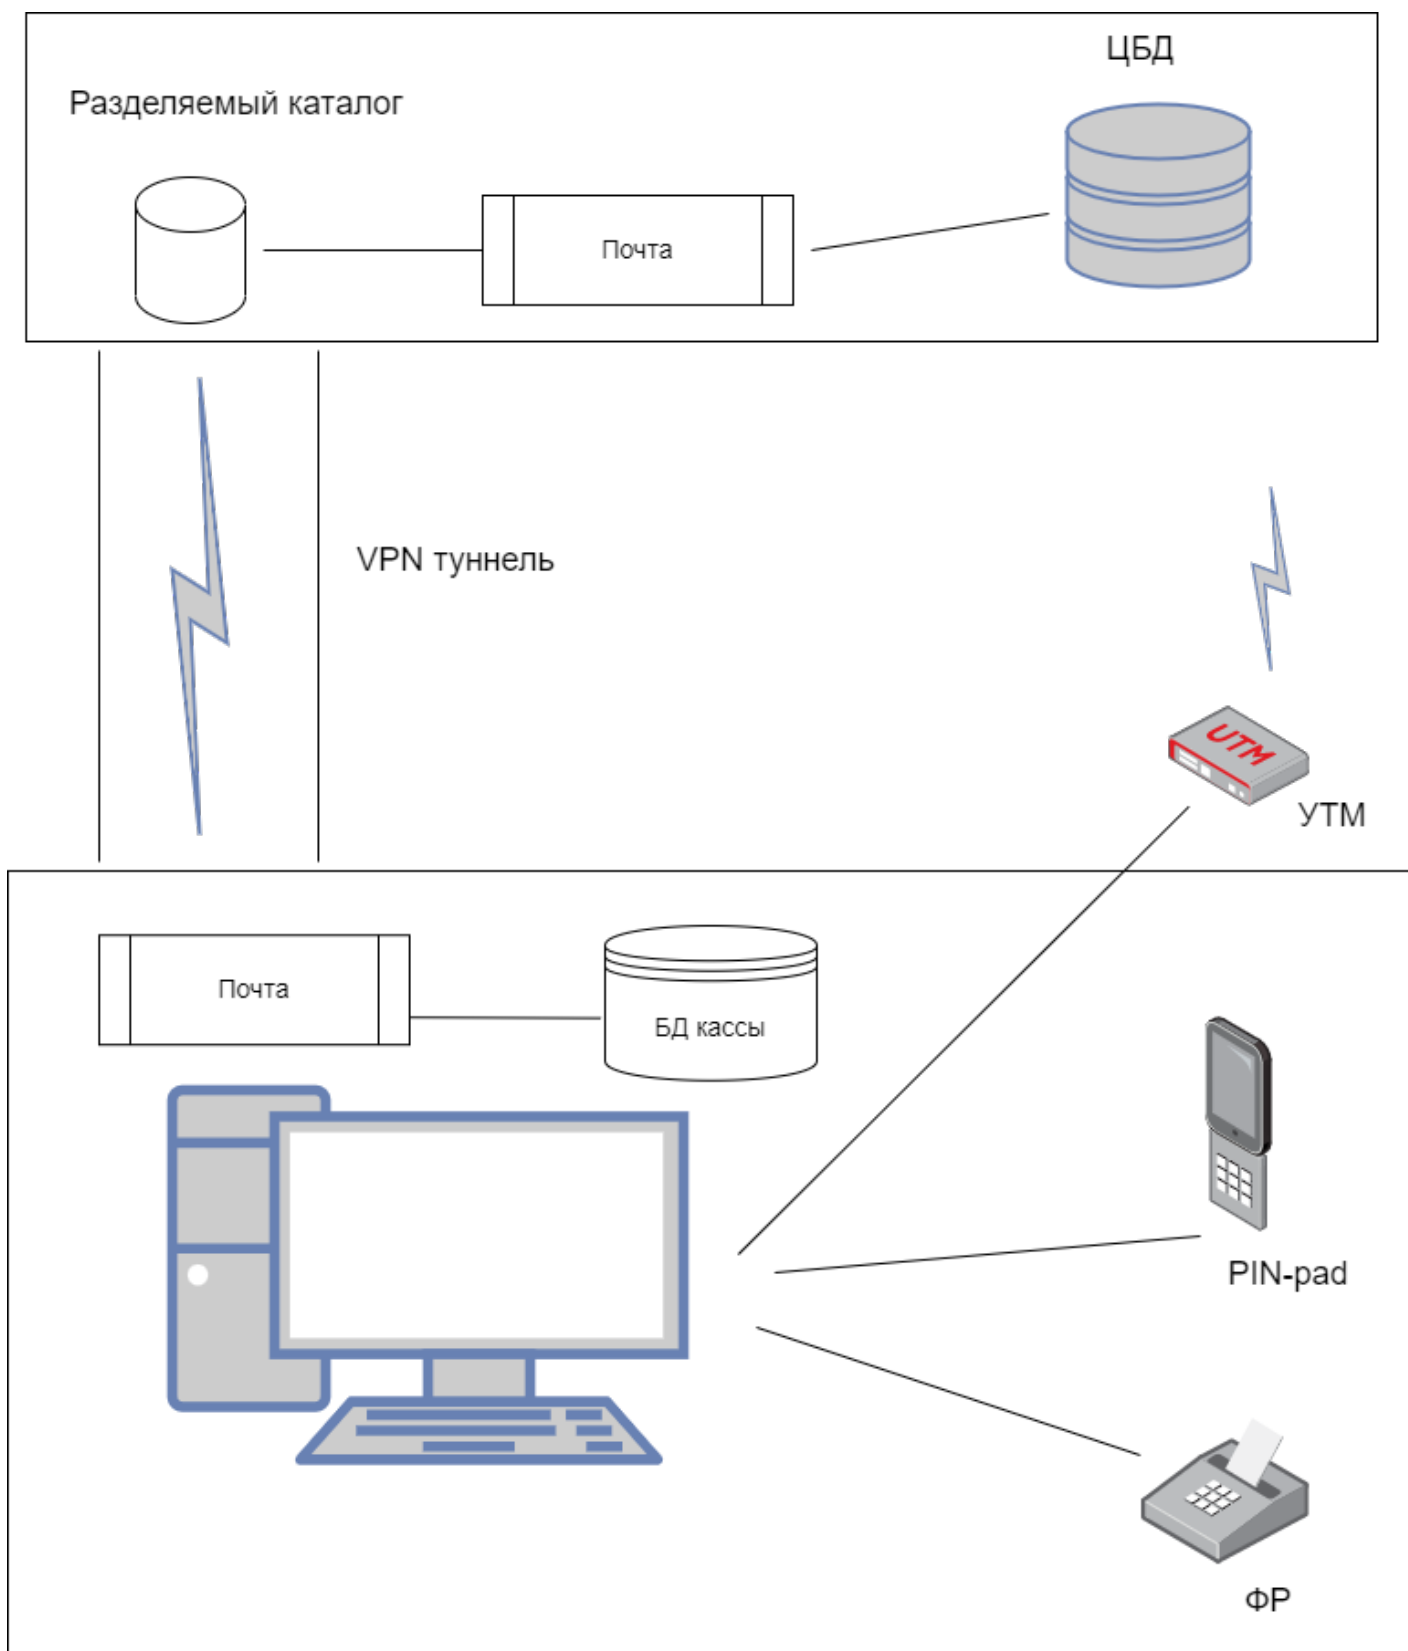 ЦБД
Разделяемый каталог
Почта
VPN туннель
UTM
УТМ
Почта
БД кассы
PIN-pad
ФР